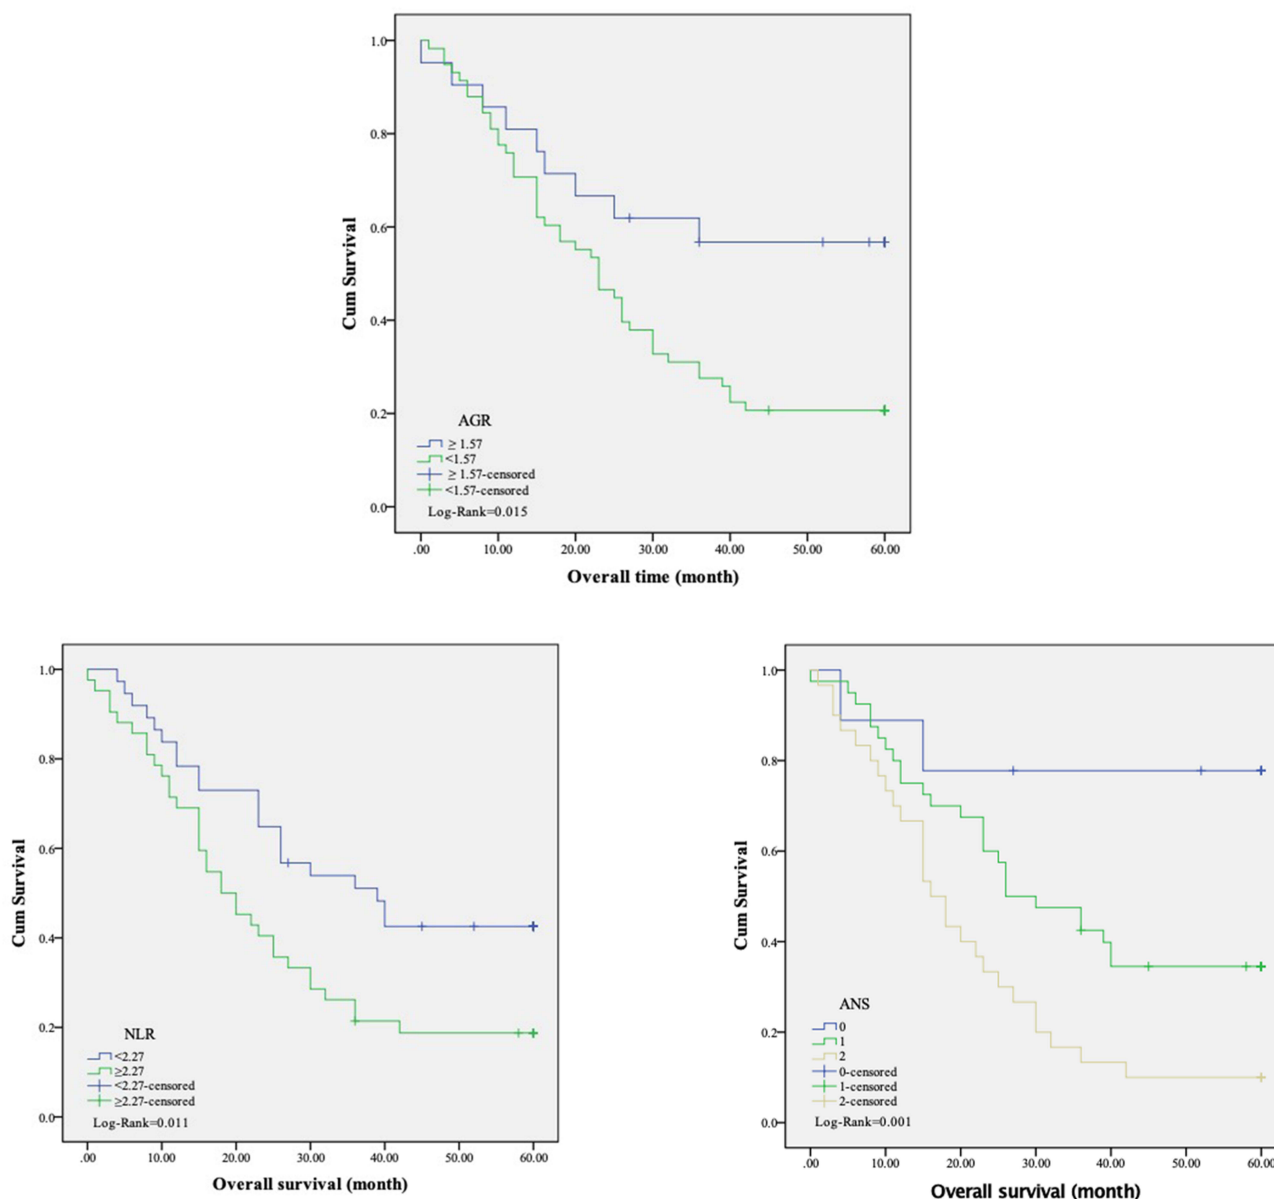 1.0
0.8
0.6
0.4
0.2
0.0
Cum Survival
AGR
≥ 1.57
<1.57
≥ 1.57-censored
<1.57-censored
Log-Rank=0.015
.00 10.00 20.00 30.00 40.00 50.00 60.00
Overall time (month)
1.0
0.8
0.6
0.4
0.2
0.0
Cum Survival
NLR
<2.27
≥2.27
<2.27-censored
≥2.27-censored
Log-Rank=0.011
.00 10.00 20.00 30.00 40.00 50.00 60.00
Overall survival (month)
1.0
0.8
0.6
0.4
0.2
0.0
Cum Survival
ANS
0
1
2
0-censored
1-censored
2-censored
Log-Rank=0.001
.00 10.00 20.00 30.00 40.00 50.00 60.00
Overall survival (month)